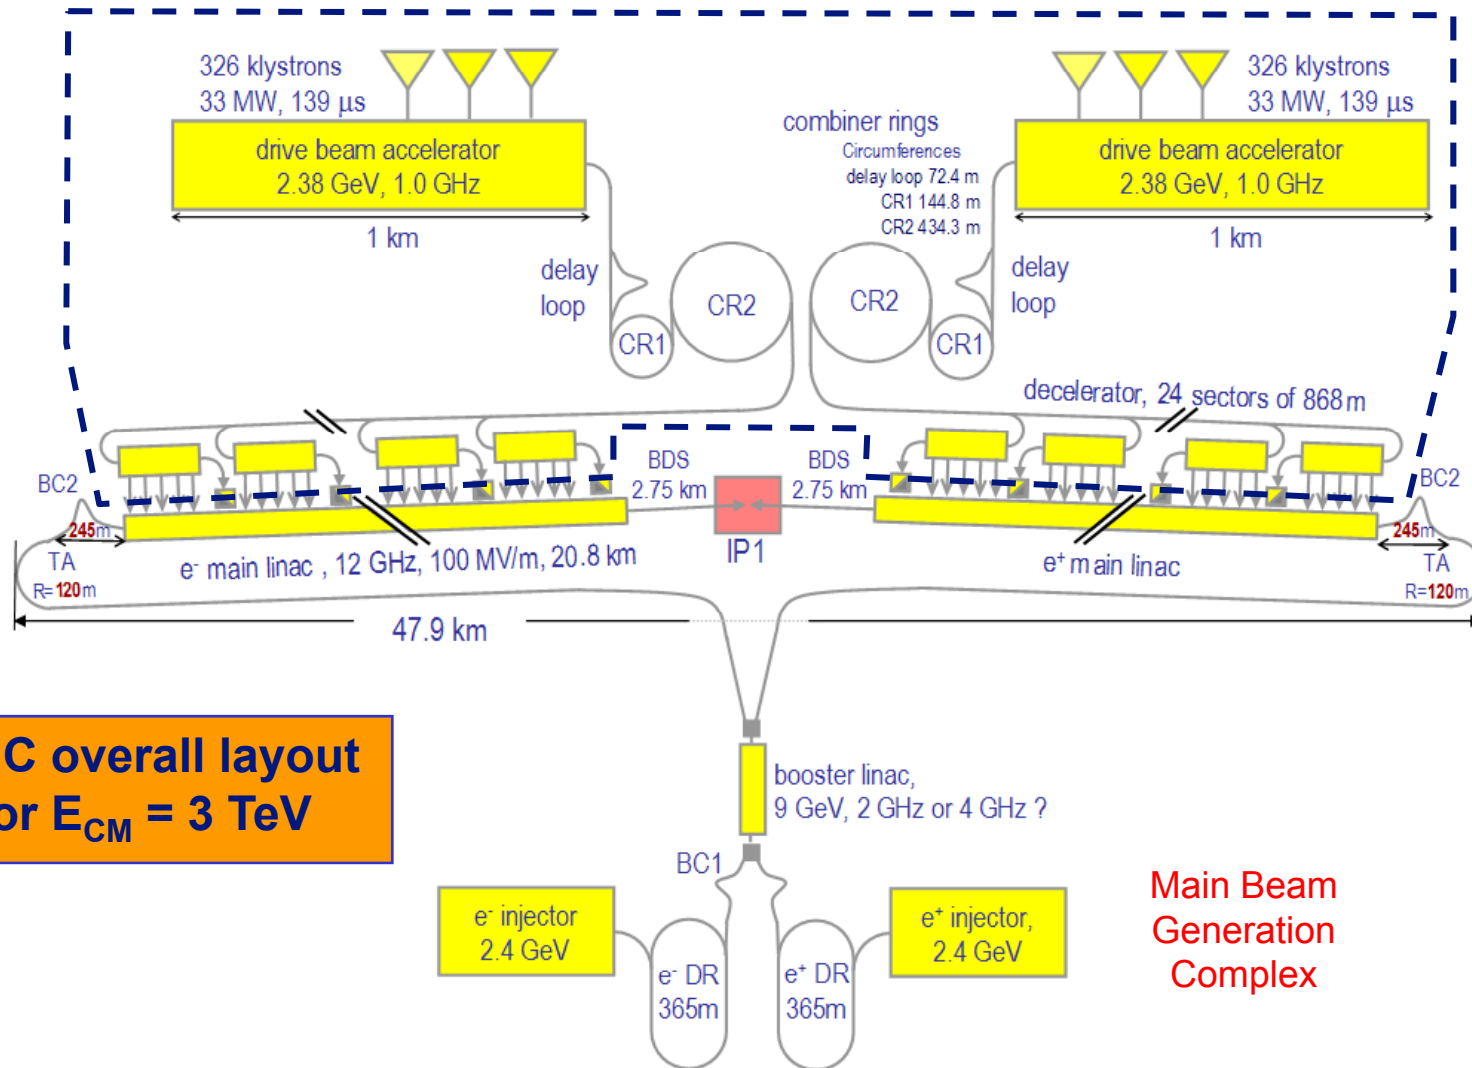 326 klystrons
33 MW, 139 μs
drive beam accelerator
2.38 GeV, 1.0 GHz
1 km
delay
loop
CR1
CR2
combiner rings
Circumferences
delay loop 72.4 m
CR1 144.8 m
CR2 434.3 m
326 klystrons
33 MW, 139 μs
drive beam accelerator
2.38 GeV, 1.0 GHz
1 km
delay
loop
CR2
CR1
decelerator, 24 sectors of 868 m
BC2
245m
TA
R=120m
e- main linac , 12 GHz, 100 MV/m, 20.8 km
BDS
2.75 km
IP1
BDS
2.75 km
e+ main linac
BC2
245m
TA
R=120m
47.9 km
C overall layout
or ECM = 3 TeV
booster linac,
9 GeV, 2 GHz or 4 GHz ?
BC1
e- injector
2.4 GeV
e- DR
365m
e+ DR
365m
e+ injector,
2.4 GeV
Main Beam
Generation
Complex